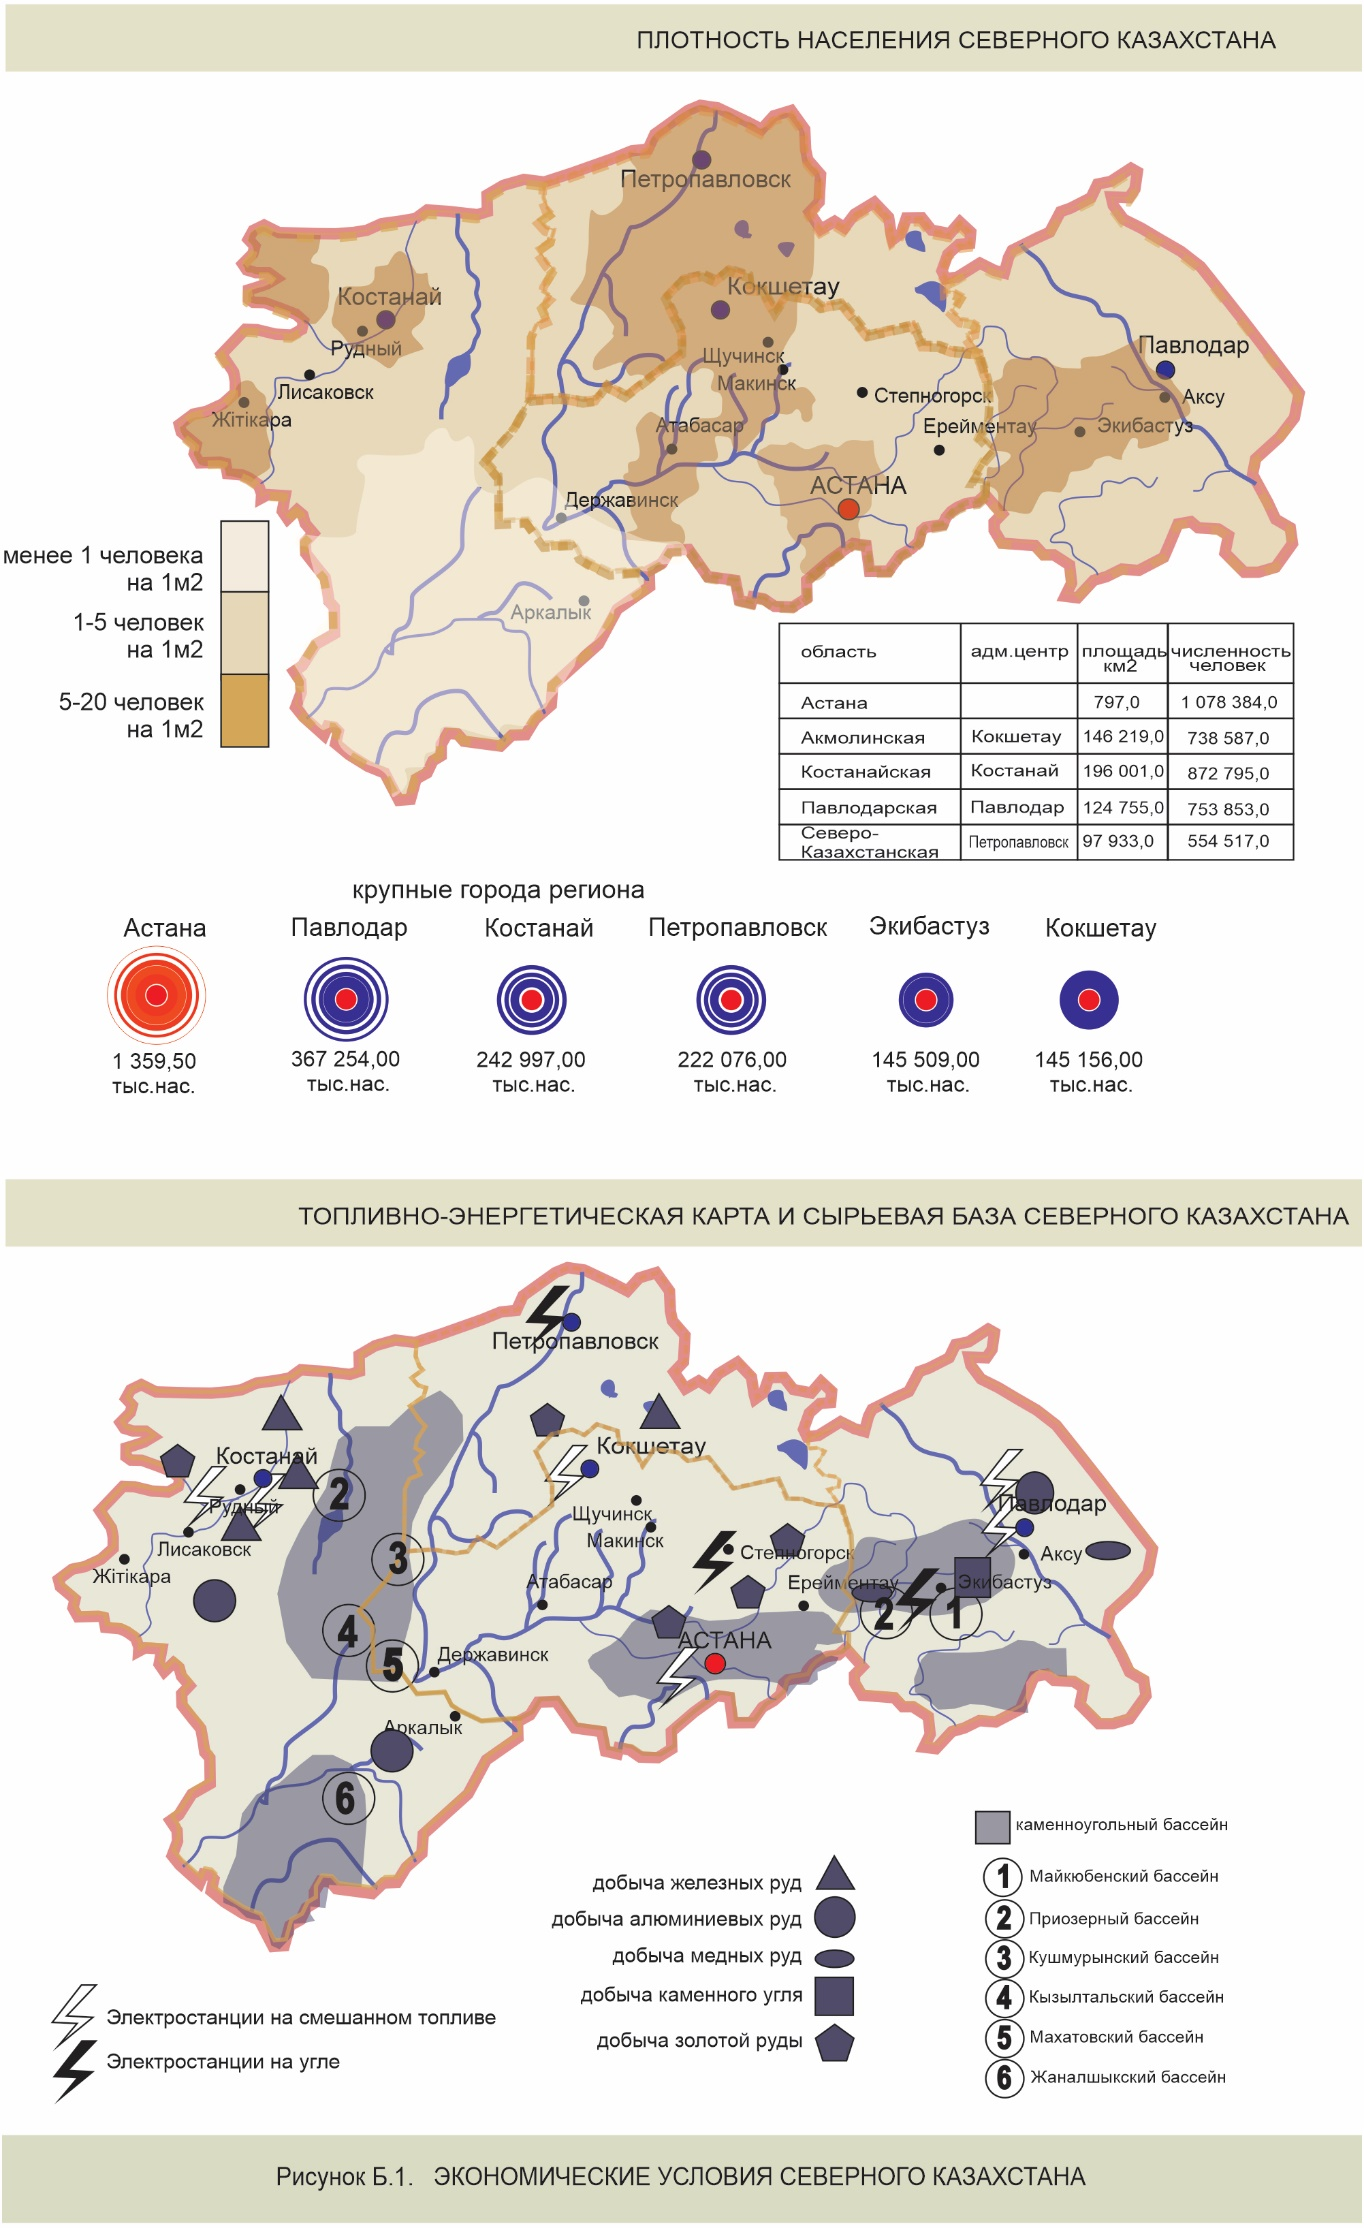 ПЛОТНОСТЬ НАСЕЛЕНИЯ СЕВЕРНОГО КАЗАХСТАНА
Петропавловск
Кокшетау
Костанай
Рудный
Лисаковск
Жітікара
Щучинск
Макинск
Степногорск
Атабасар
Ерейментау
Павлодар
Аксу
Экибастуз
АСТАНА
Державинск
Аркалык
менее 1 человека
на 1м2
1-5 человек
на 1м2
5-20 человек
на 1м2
область адм.центр площадь км2 численность человек
Астана 797,0 1 078 384,0
Акмолинская Кокшетау 146 219,0 738 587,0
Костанайская Костанай 196 001,0 872 795,0
Павлодарская Павлодар 124 755,0 753 853,0
Северо-
Казахстанская Петропавловск 97 933,0 554 517,0
крупные города региона
Астана Павлодар Костанай Петропавловск Экибастуз Кокшетау
1 359,50 367 254,00 242 997,00 222 076,00 145 509,00 145 156,00
тыс.нас. тыс.нас. тыс.нас. тыс.нас. тыс.нас. тыс.нас.
ТОПЛИВНО-ЭНЕРГЕТИЧЕСКАЯ КАРТА И СЫРЬЕВАЯ БАЗА СЕВЕРНОГО КАЗАХСТАНА
Петропавловск
Кокшетау
Костанай
Рудный
Лисаковск
Жітікара
2
3
4
5
6
Щучинск
Макинск
Степногорск
Атабасар
Ерейментау
Павлодар
Аксу
Экибастуз
2
1
АСТАНА
Державинск
Аркалык
каменноугольный бассейн
1 Майкюбенский бассейн
2 Приозерный бассейн
3 Кушмурынский бассейн
4 Кызылтальский бассейн
5 Махатовский бассейн
6 Жаналшыкский бассейн
добыча железных руд
добыча алюминиевых руд
добыча медных руд
добыча каменного угля
добыча золотой руды
Электростанции на смешанном топливе
Электростанции на угле
Рисунок Б.1. ЭКОНОМИЧЕСКИЕ УСЛОВИЯ СЕВЕРНОГО КАЗАХСТАНА